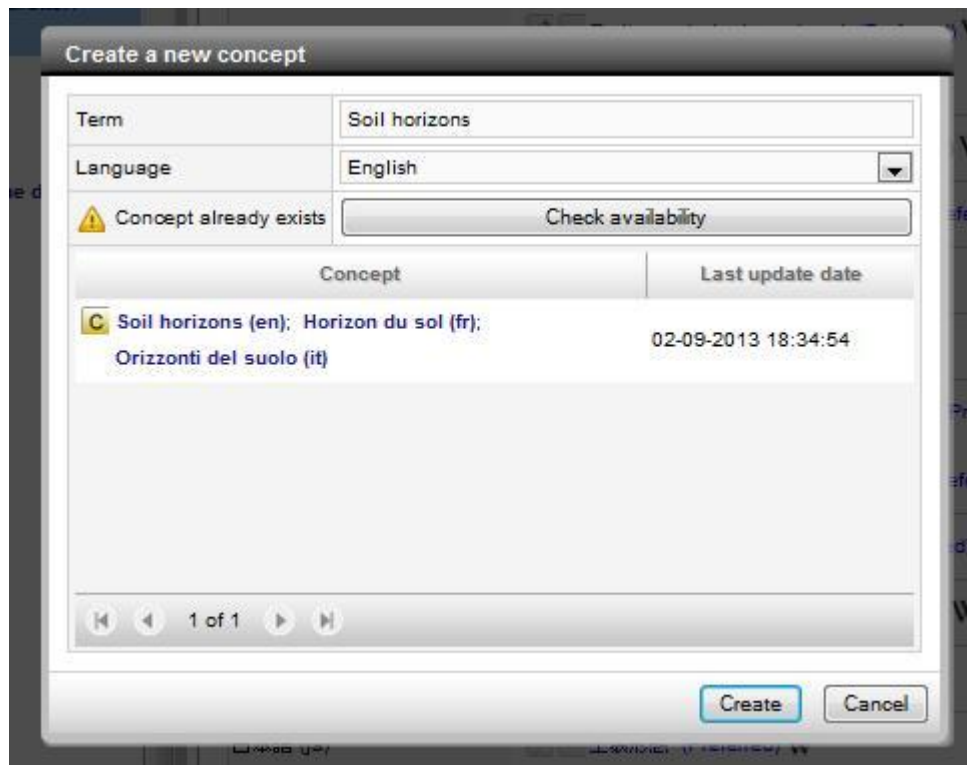 Create a new concept
Term Soil horizons
Language English
Concept already exists Check availability
Concept Last update date
C Soil horizons (en); Horizon du sol (fr);
Orizzonti del suolo (it)
02-09-2013 18:34:54
1 of 1
Create Cancel